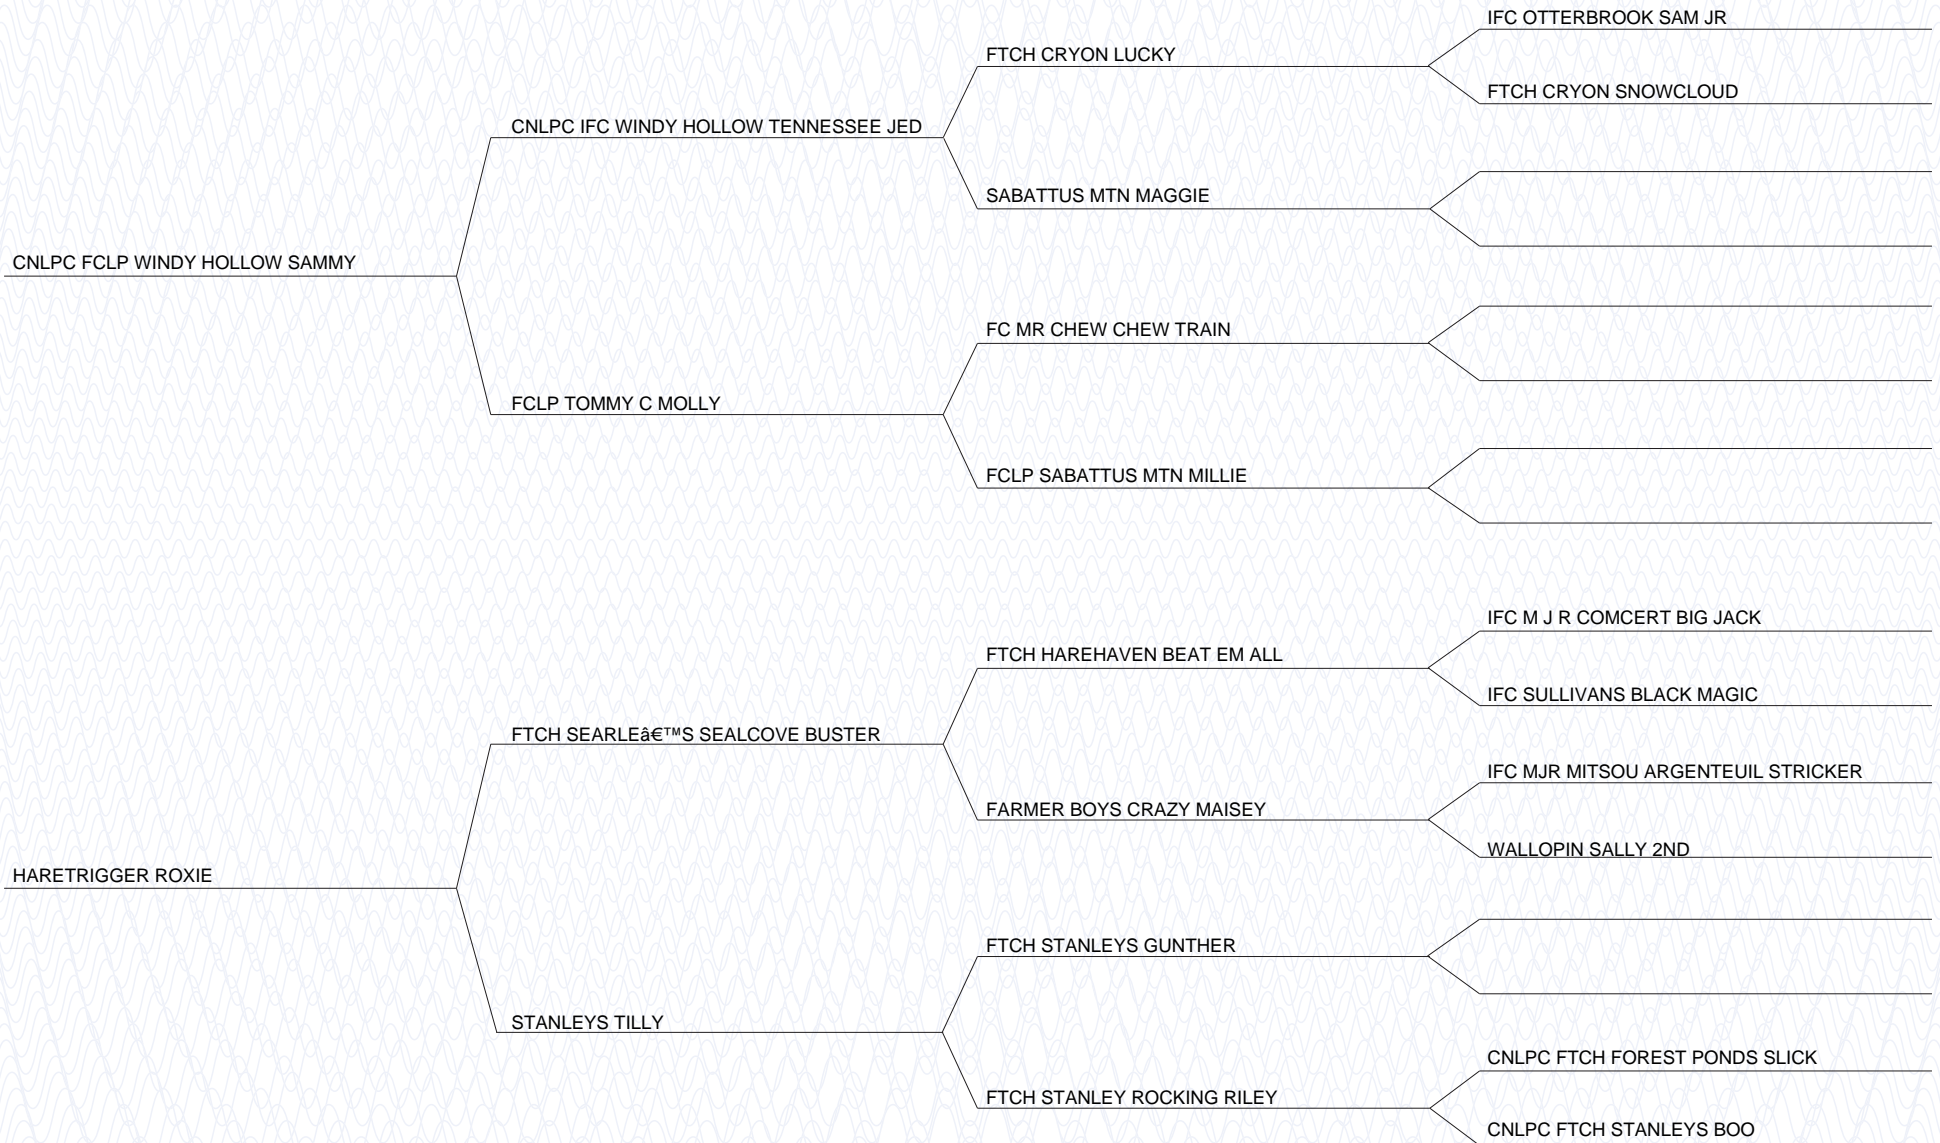 IFC OTTERBROOK SAM JR
FTCH CRYON LUCKY
FTCH CRYON SNOWCLOUD
CNLPC IFC WINDY HOLLOW TENNESSEE JED
SABATTUS MTN MAGGIE
CNLPC FCLP WINDY HOLLOW SAMMY
FC MR CHEW CHEW TRAIN
FCLP TOMMY C MOLLY
FCLP SABATTUS MTN MILLIE
IFC M J R COMCERT BIG JACK
FTCH HAREHAVEN BEAT EM ALL
IFC SULLIVANS BLACK MAGIC
FTCH SEARLEâ€™S SEALCOVE BUSTER
IFC MJR MITSOU ARGENTEUIL STRICKER
FARMER BOYS CRAZY MAISEY
WALLOPIN SALLY 2ND
HARETRIGGER ROXIE
FTCH STANLEYS GUNTHER
STANLEYS TILLY
CNLPC FTCH FOREST PONDS SLICK
FTCH STANLEY ROCKING RILEY
CNLPC FTCH STANLEYS BOO